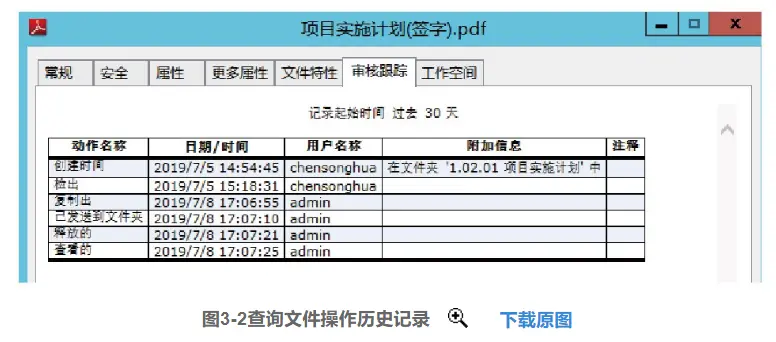 项目实施计划(签字).pdf
常规 安全 属性 更多属性 文件特性 审核跟踪 工作空间
记录起始时间 过去 30 天
动作名称 日期/时间 用户名称 附加信息 注释
创建时间 2019/7/5 14:54:45 chensonghua 在文件夹 '1.02.01 项目实施计划' 中
检出 2019/7/5 15:18:31 chensonghua
复制出 2019/7/8 17:06:55 admin
已发送到文件夹 2019/7/8 17:07:10 admin
释放的 2019/7/8 17:07:21 admin
查看的 2019/7/8 17:07:25 admin
图3-2查询文件操作历史记录 下载原图